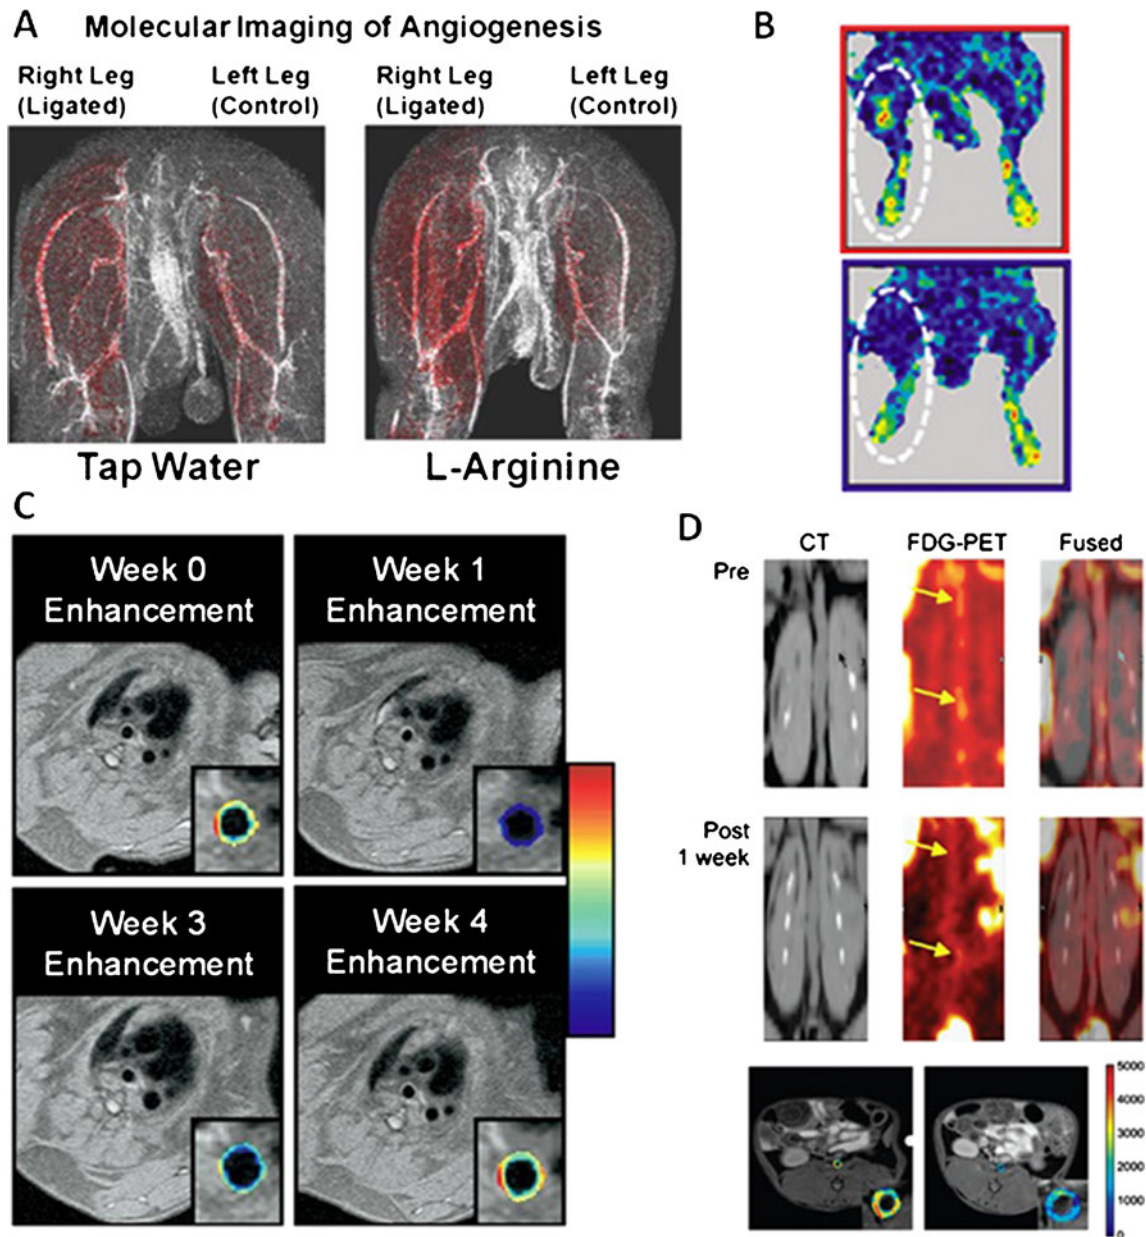 A
Molecular Imaging of Angiogenesis
Right Leg
(Ligated)
Left Leg
(Control)
Right Leg
(Ligated)
Left Leg
(Control)
Tap Water
L-Arginine
B
C
Week 0
Enhancement
Week 1
Enhancement
Week 3
Enhancement
Week 4
Enhancement
D
CT
FDG-PET
Fused
Pre
Post
1 week
5000
4000
3000
2000
1000
0